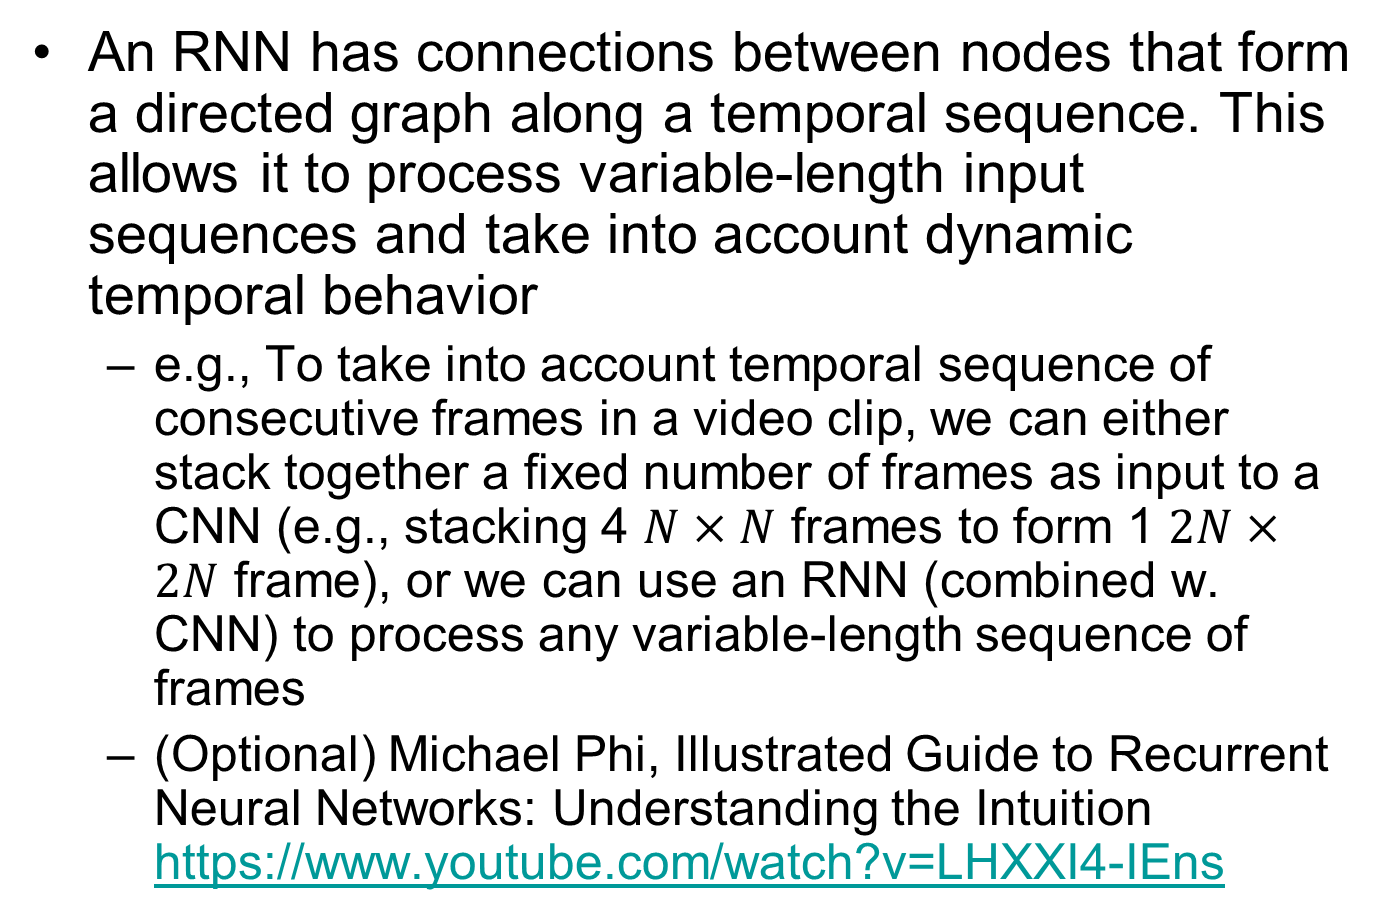 • An RNN has connections between nodes that form
a directed graph along a temporal sequence. This
allows it to process variable-length input
sequences and take into account dynamic
temporal behavior
– e.g., To take into account temporal sequence of
consecutive frames in a video clip, we can either
stack together a fixed number of frames as input to a
CNN (e.g., stacking 4 𝑁 × 𝑁 frames to form 1 2𝑁 ×
2𝑁 frame), or we can use an RNN (combined w.
CNN) to process any variable-length sequence of
frames
– (Optional) Michael Phi, Illustrated Guide to Recurrent
Neural Networks: Understanding the Intuition
https://www.youtube.com/watch?v=LHXXI4-IEns